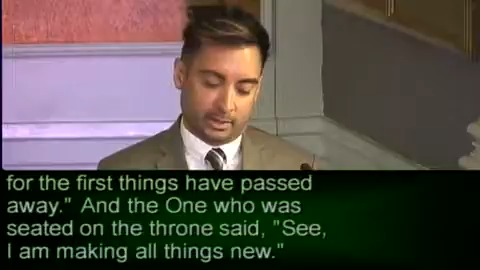 for the first things have passed
away." And the One who was
seated on the throne said, "See,
I am making all things new."